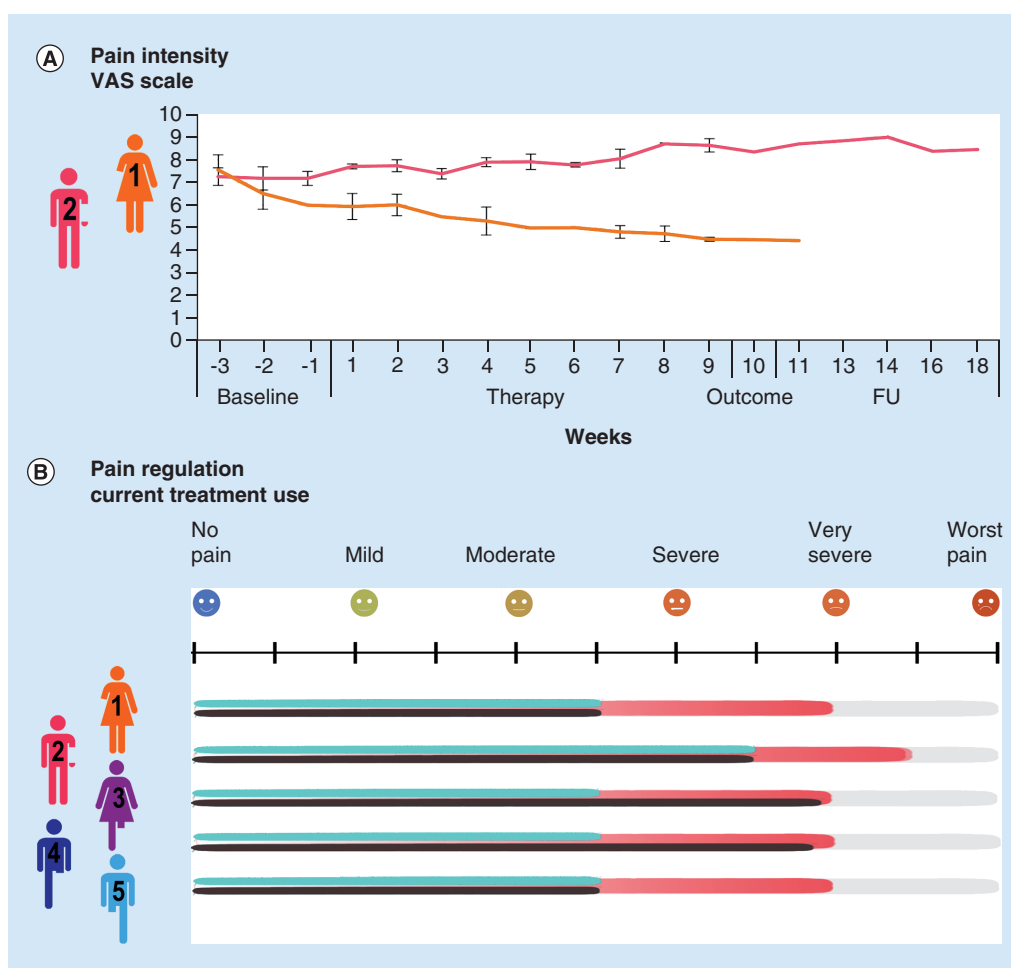 A Pain intensity
VAS scale
10
9
8
7
6
5
4
3
2
1
0
1
2
-3 -2 -1 1 2 3 4 5 6 7 8 9 10 11 13 14 16 18
Baseline Therapy Outcome FU
Weeks
B Pain regulation
current treatment use
No
pain
Mild
Moderate
Severe
Very
severe
Worst
pain
1
2
3
4
5